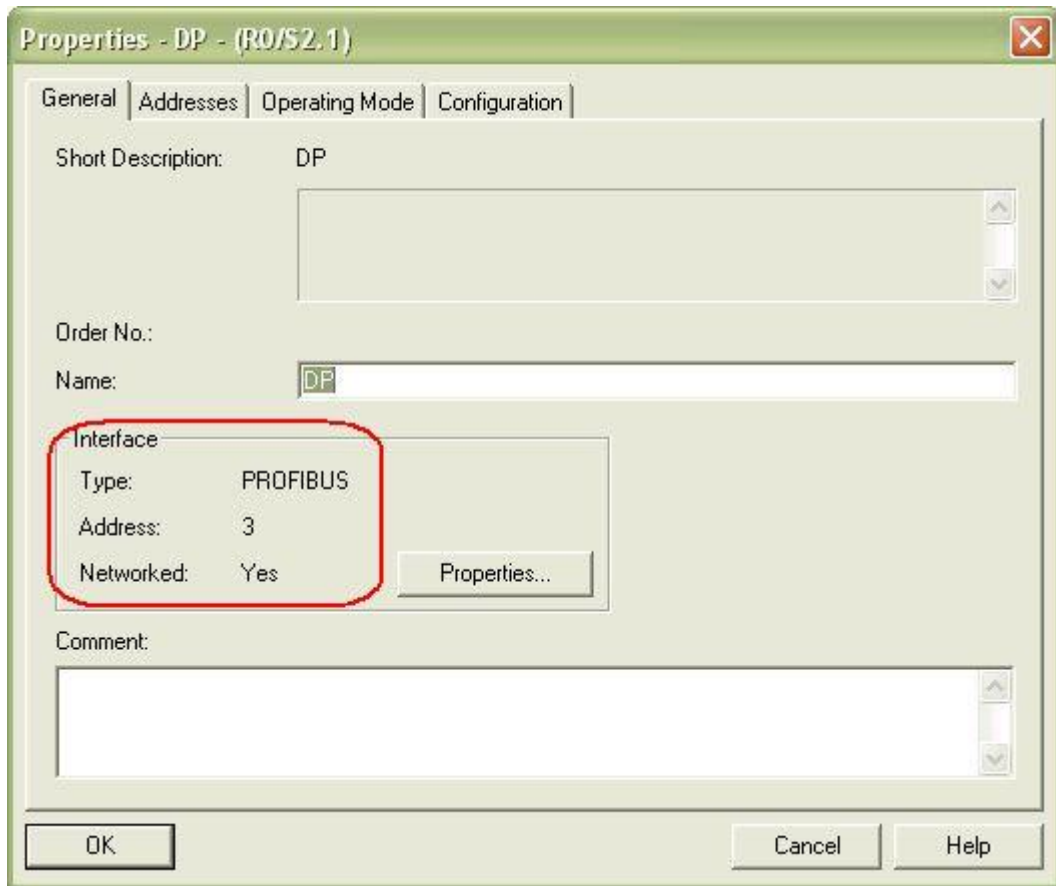 Properties - DP - (R0/S2.1)
General Addresses Operating Mode Configuration
Short Description: DP
Order No.:
Name: DP
Interface
Type: PROFIBUS
Address: 3
Networked: Yes Properties...
Comment:
OK Cancel Help